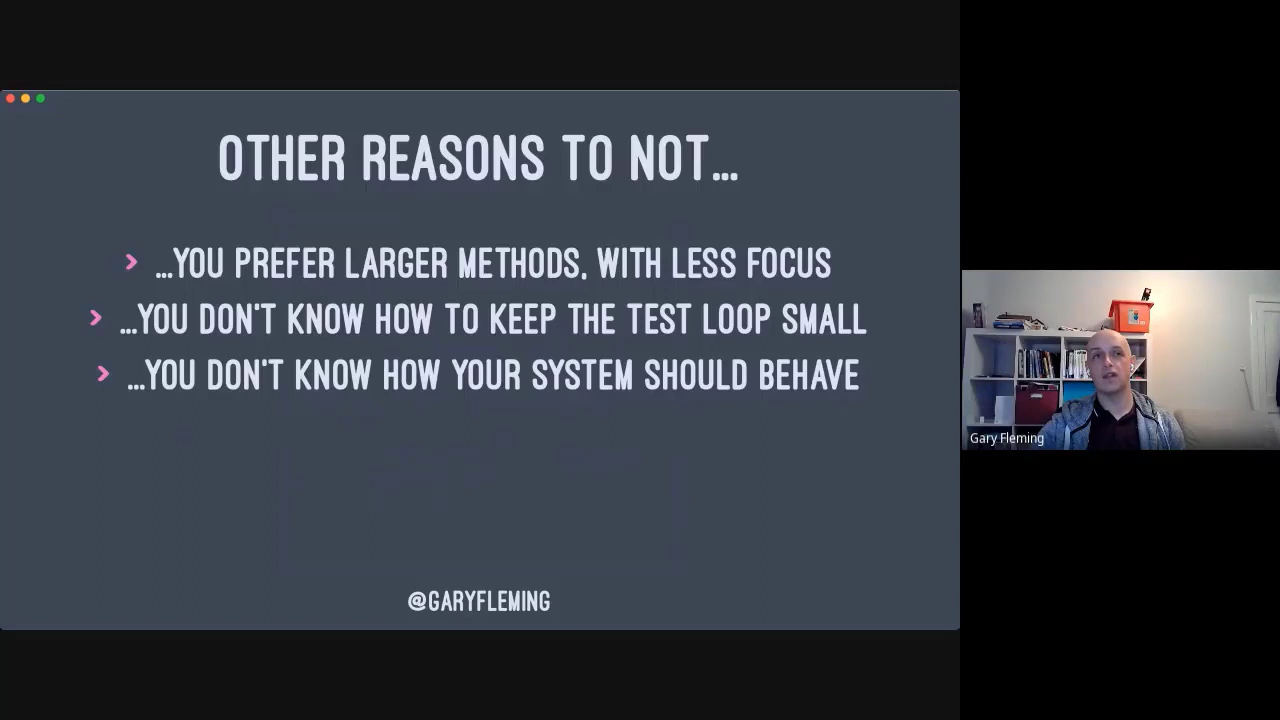 OTHER REASONS TO NOT...
...YOU PREFER LARGER METHODS, WITH LESS FOCUS
...YOU DON'T KNOW HOW TO KEEP THE TEST LOOP SMALL
...YOU DON'T KNOW HOW YOUR SYSTEM SHOULD BEHAVE
@GARYFLEMING
Gary Fleming